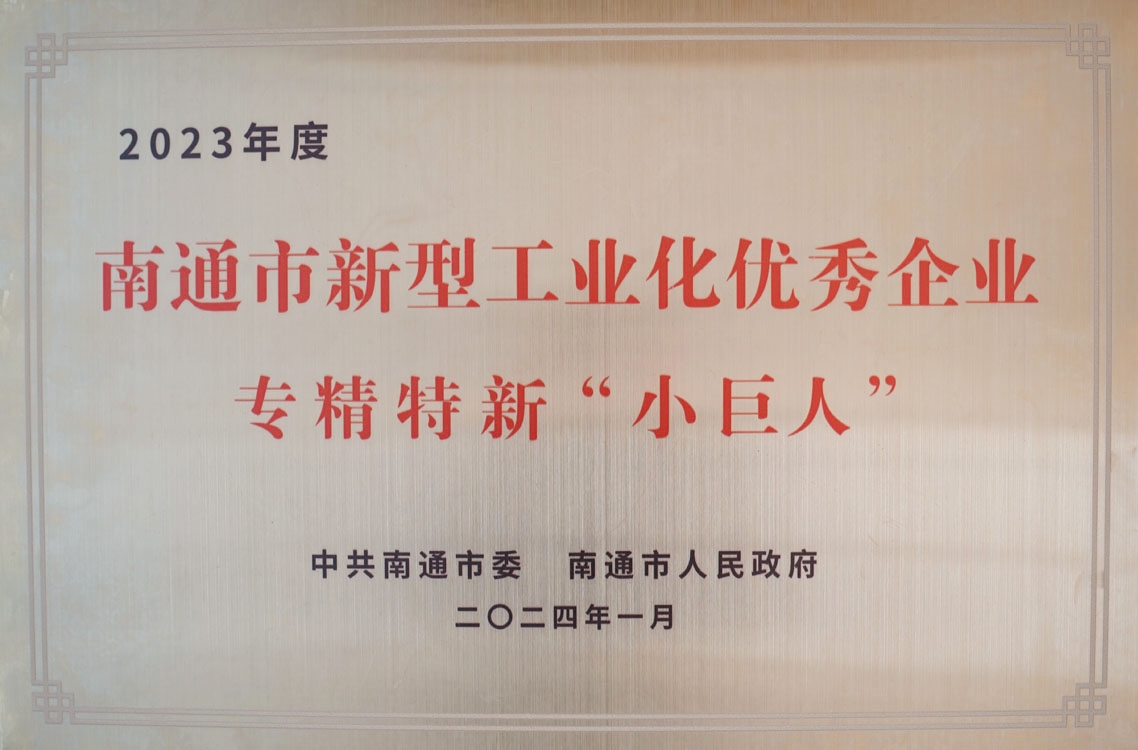 2023年度
南通市新型工业化优秀企业
专精特新“小巨人”
中共南通市委 南通市人民政府
二〇二四年一月